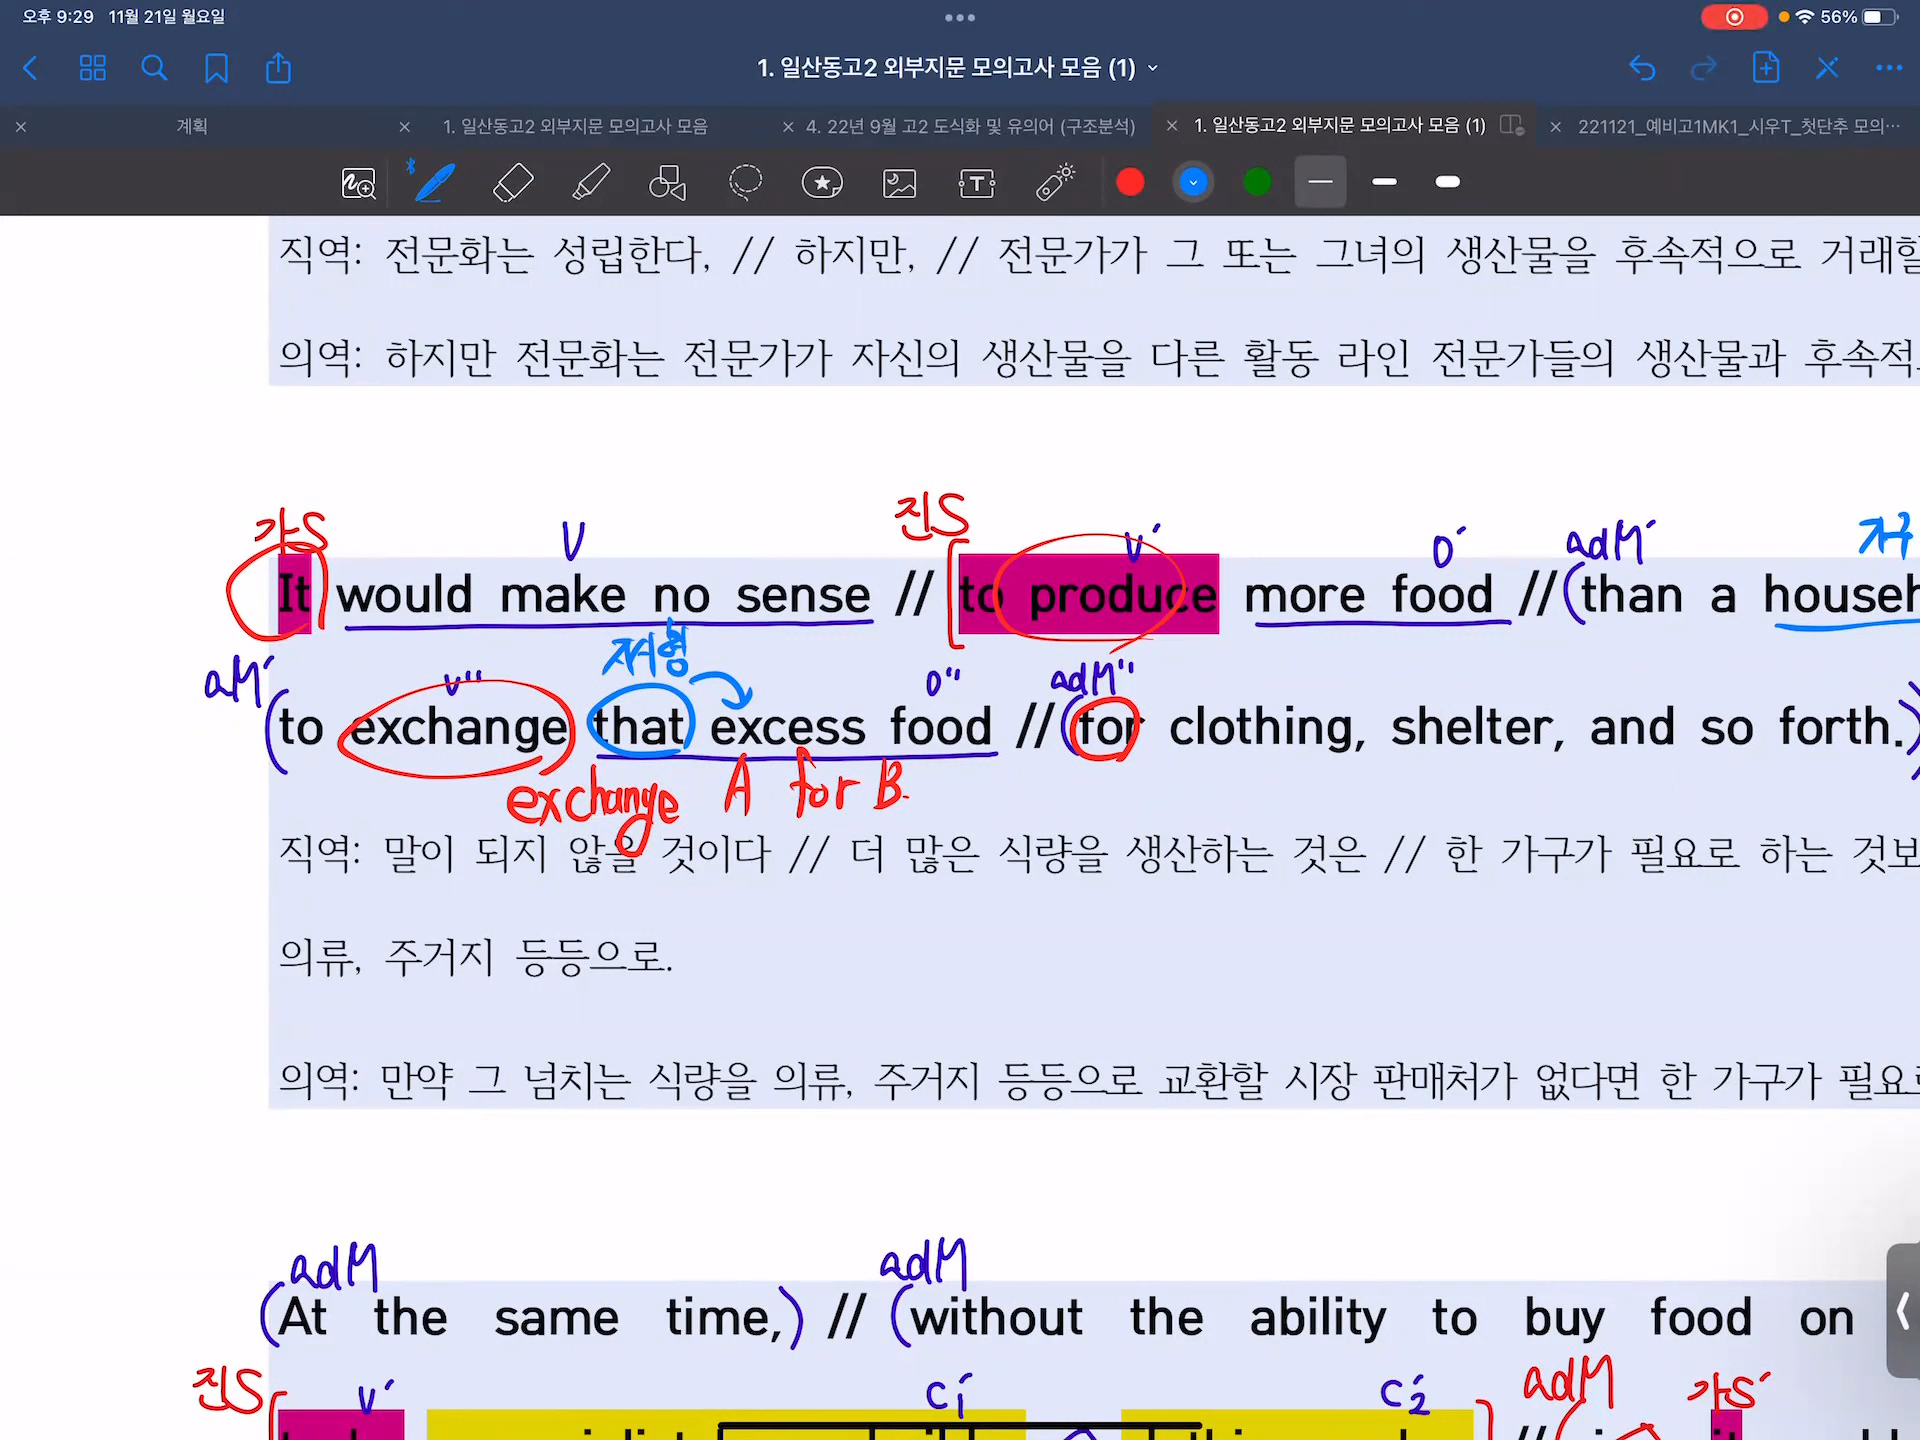 오후 9:29 11월 21일 월요일
56%
1. 일산동고2 외부지문 모의고사 모음 (1)
계획
1. 일산동고2 외부지문 모의고사 모음
4. 22년 9월 고2 도식화 및 유의어 (구조분석)
1. 일산동고2 외부지문 모의고사 모음 (1)
221121_예비고1MK1_시우T_첫단추 모의…
직역: 전문화는 성립한다, // 하지만, // 전문가가 그 또는 그녀의 생산물을 후속적으로 거래할
의역: 하지만 전문화는 전문가가 자신의 생산물을 다른 활동 라인 전문가들의 생산물과 후속적
가S V 진S V' O' adM'
It would make no sense // [to produce more food // (than a househ
aM' V'' 지시형 O'' adM''
(to exchange that excess food // (for clothing, shelter, and so forth.)
exchange A for B.
직역: 말이 되지 않을 것이다 // 더 많은 식량을 생산하는 것은 // 한 가구가 필요로 하는 것보
의류, 주거지 등등으로.
의역: 만약 그 넘치는 식량을 의류, 주거지 등등으로 교환할 시장 판매처가 없다면 한 가구가 필요로
adM adM
(At the same time,) // (without the ability to buy food on
진S V' C'1 C'2 adM 가S'